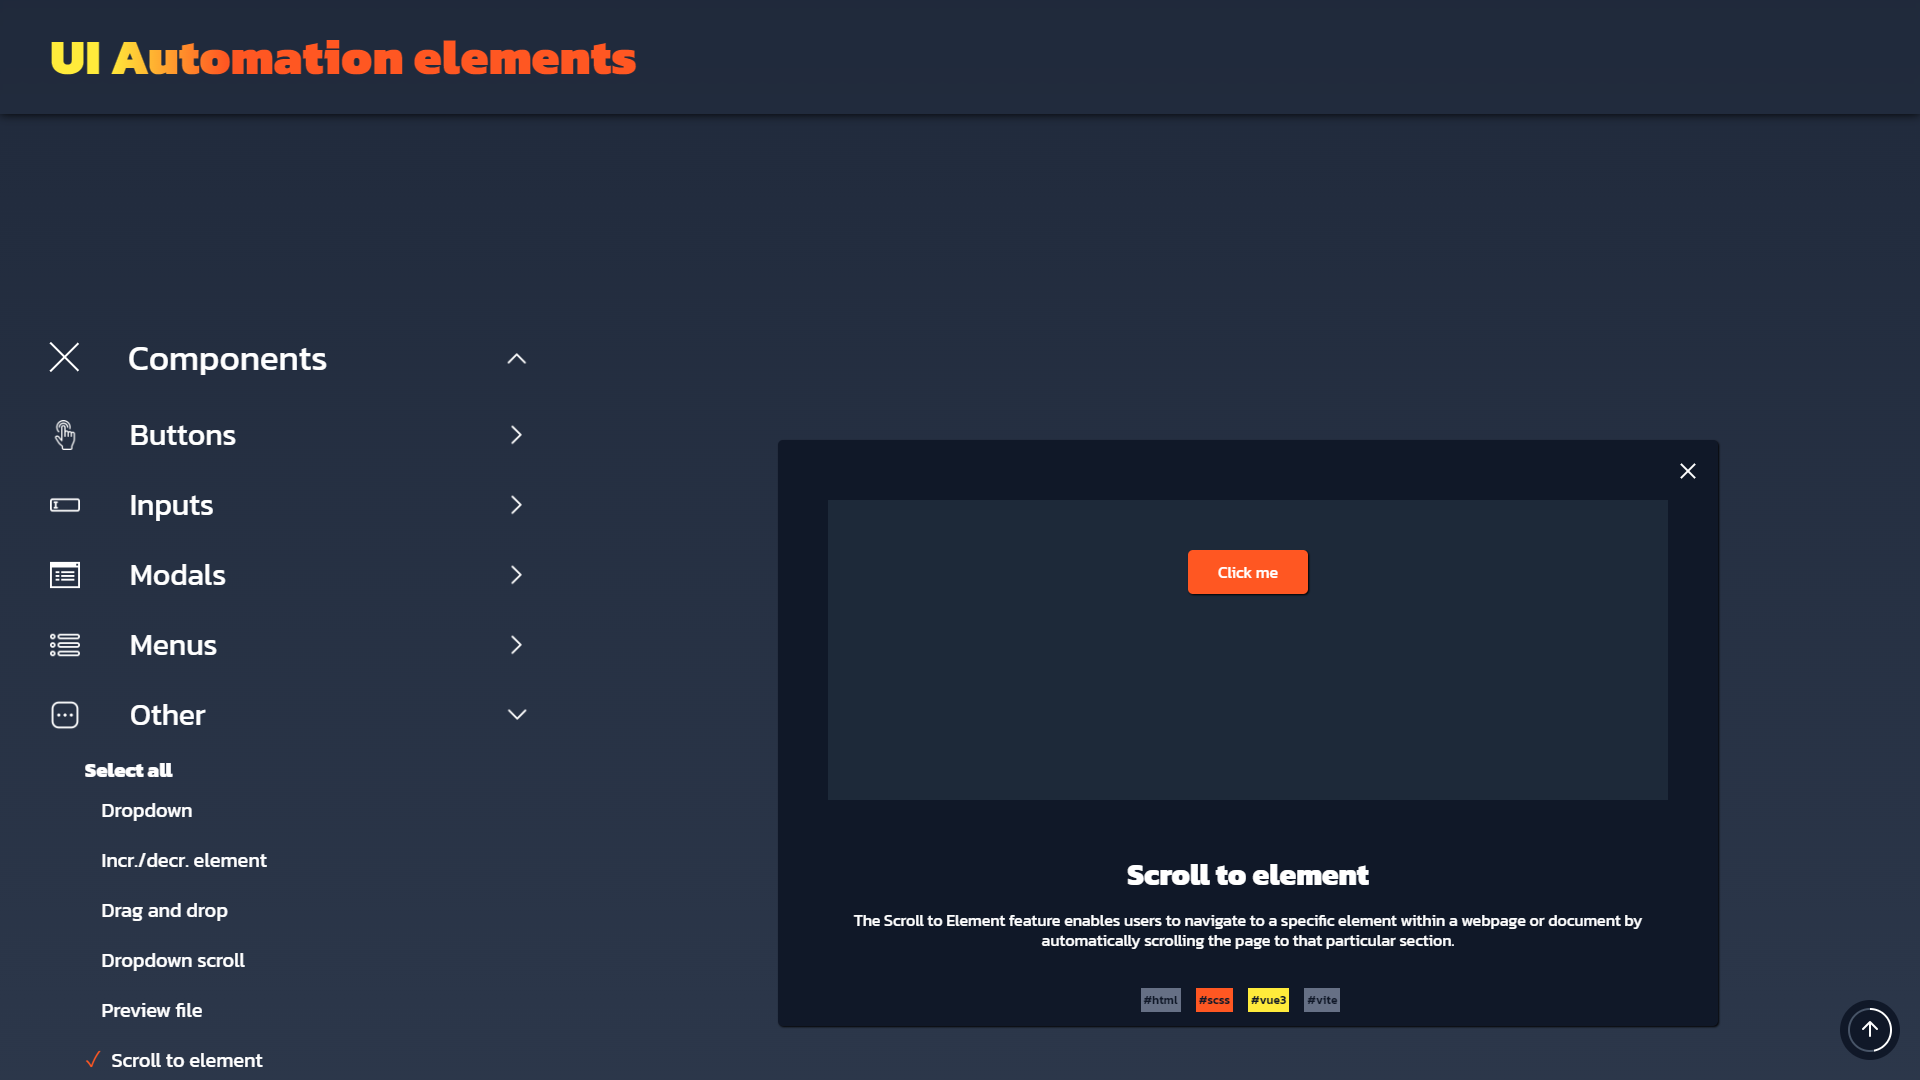 UI Automation elements
Components
Buttons
Inputs
Modals
Menus
Other
Select all
Dropdown
Incr./decr. element
Drag and drop
Dropdown scroll
Preview file
Scroll to element
Click me
Scroll to element
The Scroll to Element feature enables users to navigate to a specific element within a webpage or document by
automatically scrolling the page to that particular section.
#html #scss #vue3 #vite